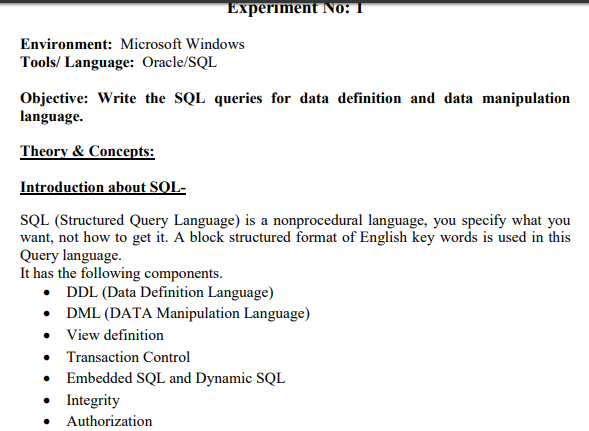 Experiment No: 1
Environment: Microsoft Windows
Tools/ Language: Oracle/SQL
Objective: Write the SQL queries for data definition and data manipulation
language.
Theory & Concepts:
Introduction about SQL-
SQL (Structured Query Language) is a nonprocedural language, you specify what you
want, not how to get it. A block structured format of English key words is used in this
Query language.
It has the following components.
• DDL (Data Definition Language)
• DML (DATA Manipulation Language)
• View definition
• Transaction Control
• Embedded SQL and Dynamic SQL
• Integrity
• Authorization